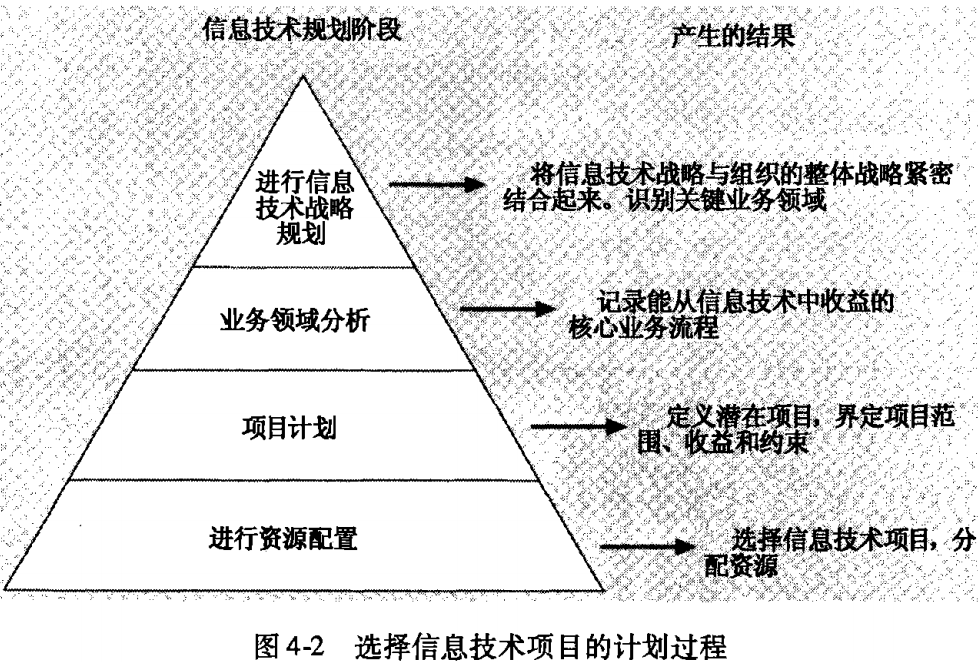 信息技术规划阶段
产生的结果
进行信息
技术战略
规划
将信息技术战略与组织的整体战略紧密
结合起来。识别关键业务领域
业务领域分析
记录能从信息技术中收益的
核心业务流程
项目计划
定义潜在项目，界定项目范
围、收益和约束
进行资源配置
选择信息技术项目，分
配资源
图 4-2 选择信息技术项目的计划过程